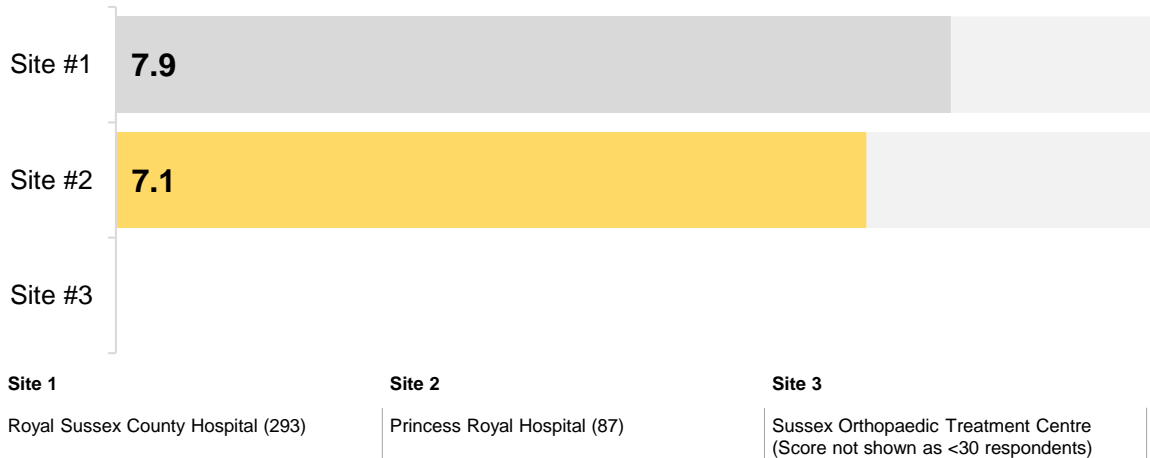 Site #1
7.9
Site #2
7.1
Site #3
Site 1
Royal Sussex County Hospital (293)
Site 2
Princess Royal Hospital (87)
Site 3
Sussex Orthopaedic Treatment Centre
(Score not shown as <30 respondents)